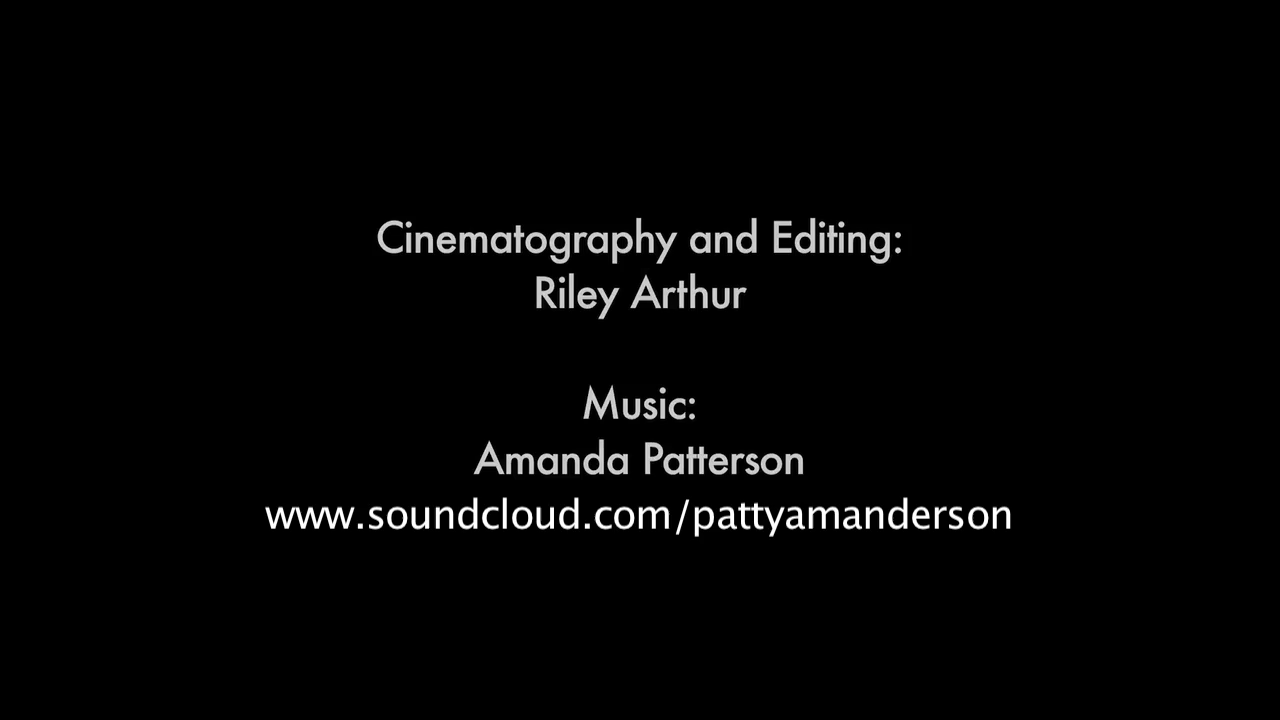 Cinematography and Editing:
Riley Arthur
Music:
Amanda Patterson
www.soundcloud.com/pattyamanderson